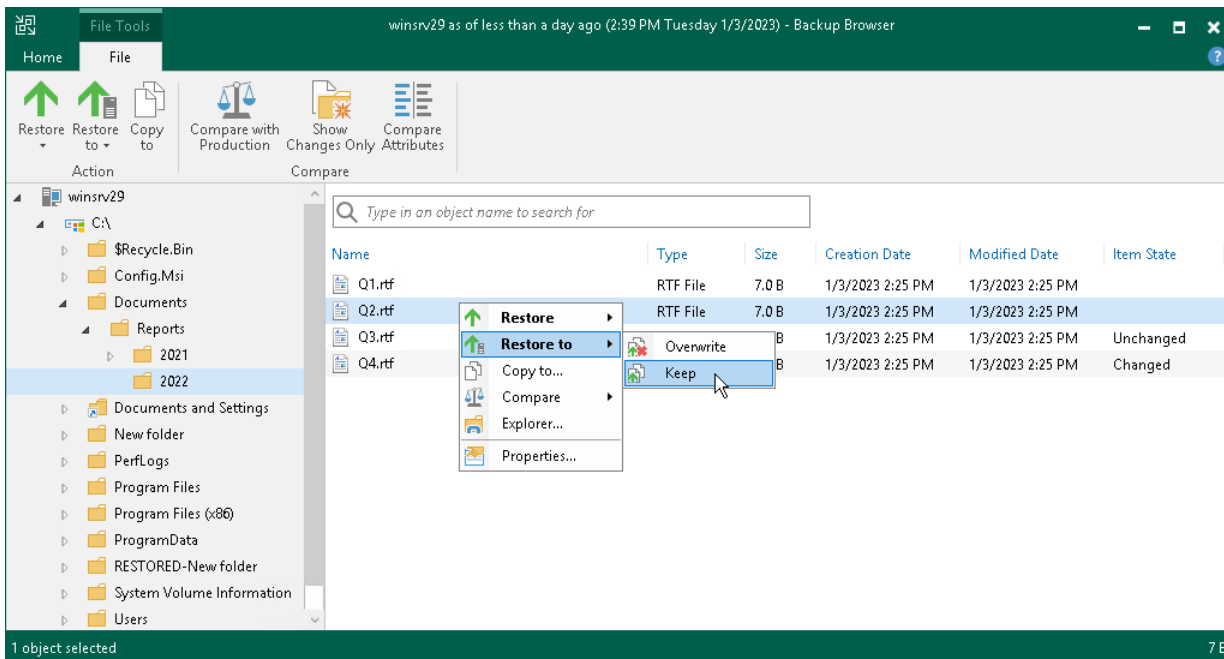 File Tools
winsrv29 as of less than a day ago (2:39 PM Tuesday 1/3/2023) - Backup Browser
Home File
?
Restore Restore to Copy to Compare with Production Show Changes Only Compare Attributes
Action Compare
winsrv29
C:\
$Recycle.Bin
Config.Msi
Documents
Reports
2021
2022
Documents and Settings
New folder
PerfLogs
Program Files
Program Files (x86)
ProgramData
RESTORED-New folder
System Volume Information
Users
Type in an object name to search for
Name Type Size Creation Date Modified Date Item State
Q1.rtf RTF File 7.0 B 1/3/2023 2:25 PM 1/3/2023 2:25 PM
Q2.rtf RTF File 7.0 B 1/3/2023 2:25 PM 1/3/2023 2:25 PM
Q3.rtf B 1/3/2023 2:25 PM 1/3/2023 2:25 PM Unchanged
Q4.rtf B 1/3/2023 2:25 PM 1/3/2023 2:25 PM Changed
Restore
Restore to
Copy to...
Compare
Explorer...
Properties...
Overwrite
Keep
1 object selected
7